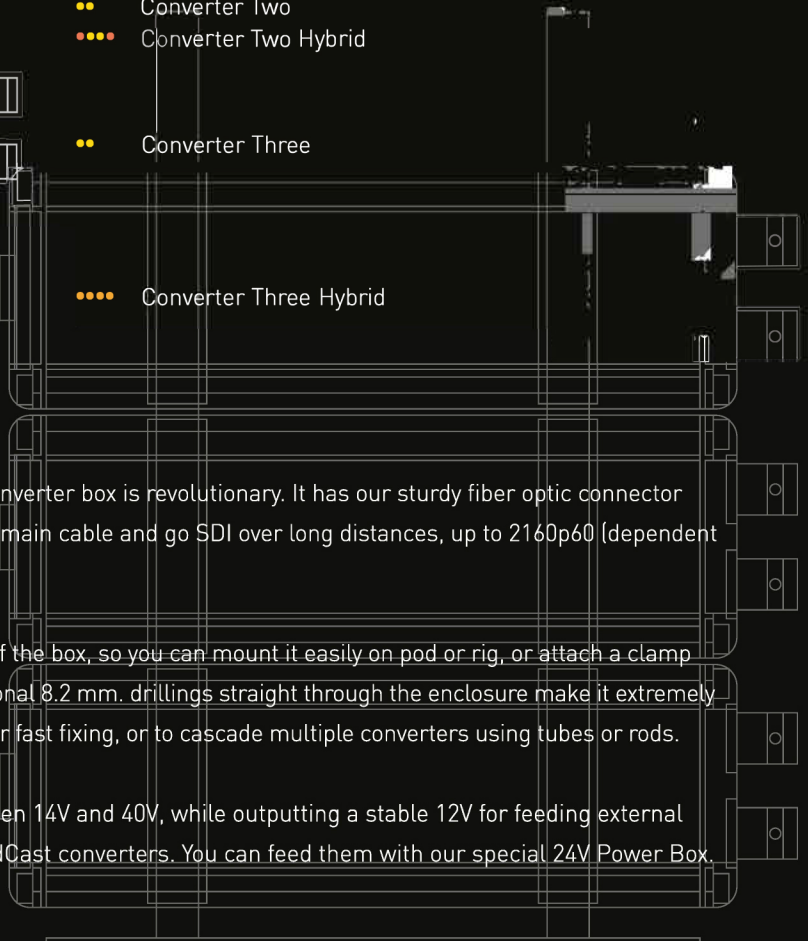 Converter Two
Converter Two Hybrid
Converter Three
Converter Three Hybrid
nverter box is revolutionary. It has our sturdy fiber optic connector
main cable and go SDI over long distances, up to 2160p60 (dependent
f the box, so you can mount it easily on pod or rig, or attach a clamp
onal 8.2 mm. drillings straight through the enclosure make it extremely
r fast fixing, or to cascade multiple converters using tubes or rods.
en 14V and 40V, while outputting a stable 12V for feeding external
dCast converters. You can feed them with our special 24V Power Box.